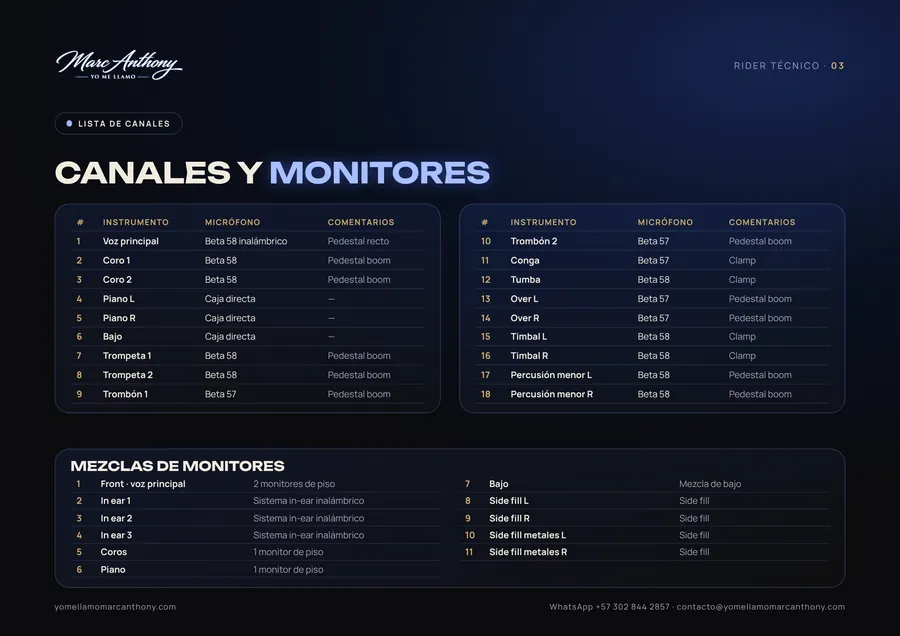 Marc Anthony
YO ME LLAMO
RIDER TÉCNICO · 03
LISTA DE CANALES
CANALES Y MONITORES
# INSTRUMENTO MICRÓFONO COMENTARIOS
1 Voz principal Beta 58 inalámbrico Pedestal recto
2 Coro 1 Beta 58 Pedestal boom
3 Coro 2 Beta 58 Pedestal boom
4 Piano L Caja directa —
5 Piano R Caja directa —
6 Bajo Caja directa —
7 Trompeta 1 Beta 58 Pedestal boom
8 Trompeta 2 Beta 58 Pedestal boom
9 Trombón 1 Beta 57 Pedestal boom
# INSTRUMENTO MICRÓFONO COMENTARIOS
10 Trombón 2 Beta 57 Pedestal boom
11 Conga Beta 57 Clamp
12 Tumba Beta 58 Clamp
13 Over L Beta 57 Pedestal boom
14 Over R Beta 57 Pedestal boom
15 Timbal L Beta 58 Clamp
16 Timbal R Beta 58 Clamp
17 Percusión menor L Beta 58 Pedestal boom
18 Percusión menor R Beta 58 Pedestal boom
MEZCLAS DE MONITORES
1 Front · voz principal 2 monitores de piso
2 In ear 1 Sistema in-ear inalámbrico
3 In ear 2 Sistema in-ear inalámbrico
4 In ear 3 Sistema in-ear inalámbrico
5 Coros 1 monitor de piso
6 Piano 1 monitor de piso
7 Bajo Mezcla de bajo
8 Side fill L Side fill
9 Side fill R Side fill
10 Side fill metales L Side fill
11 Side fill metales R Side fill
yomellamomarcanthony.com
WhatsApp +57 302 844 2857 · contacto@yomellamomarcanthony.com